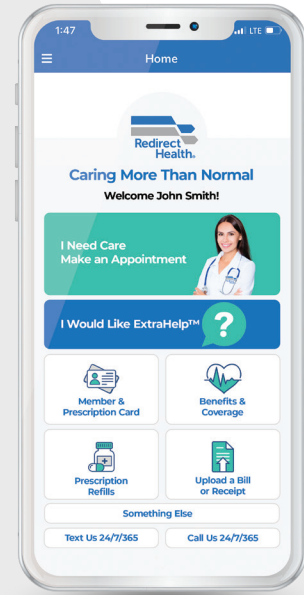 1:47
LTE
Home
Redirect
Health®
Caring More Than Normal
Welcome John Smith!
I Need Care
Make an Appointment
I Would Like ExtraHelp™
?
Member &
Prescription Card
Benefits &
Coverage
Prescription
Refills
Upload a Bill
or Receipt
Something Else
Text Us 24/7/365
Call Us 24/7/365